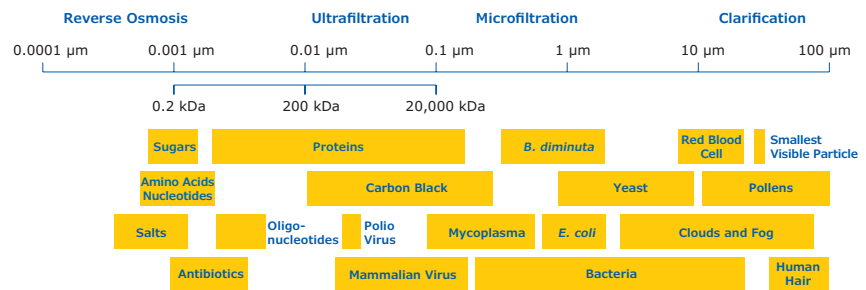 Reverse Osmosis Ultrafiltration Microfiltration Clarification
0.0001 μm 0.001 μm 0.01 μm 0.1 μm 1 μm 10 μm 100 μm
0.2 kDa 200 kDa 20,000 kDa
Sugars Proteins B. diminuta Red Blood Smallest
Cell Visible Particle
Amino Acids Carbon Black Yeast Pollens
Nucleotides
Salts Oligo- Polio Mycoplasma E. coli Clouds and Fog
nucleotides Virus
Antibiotics Mammalian Virus Bacteria Human
Hair